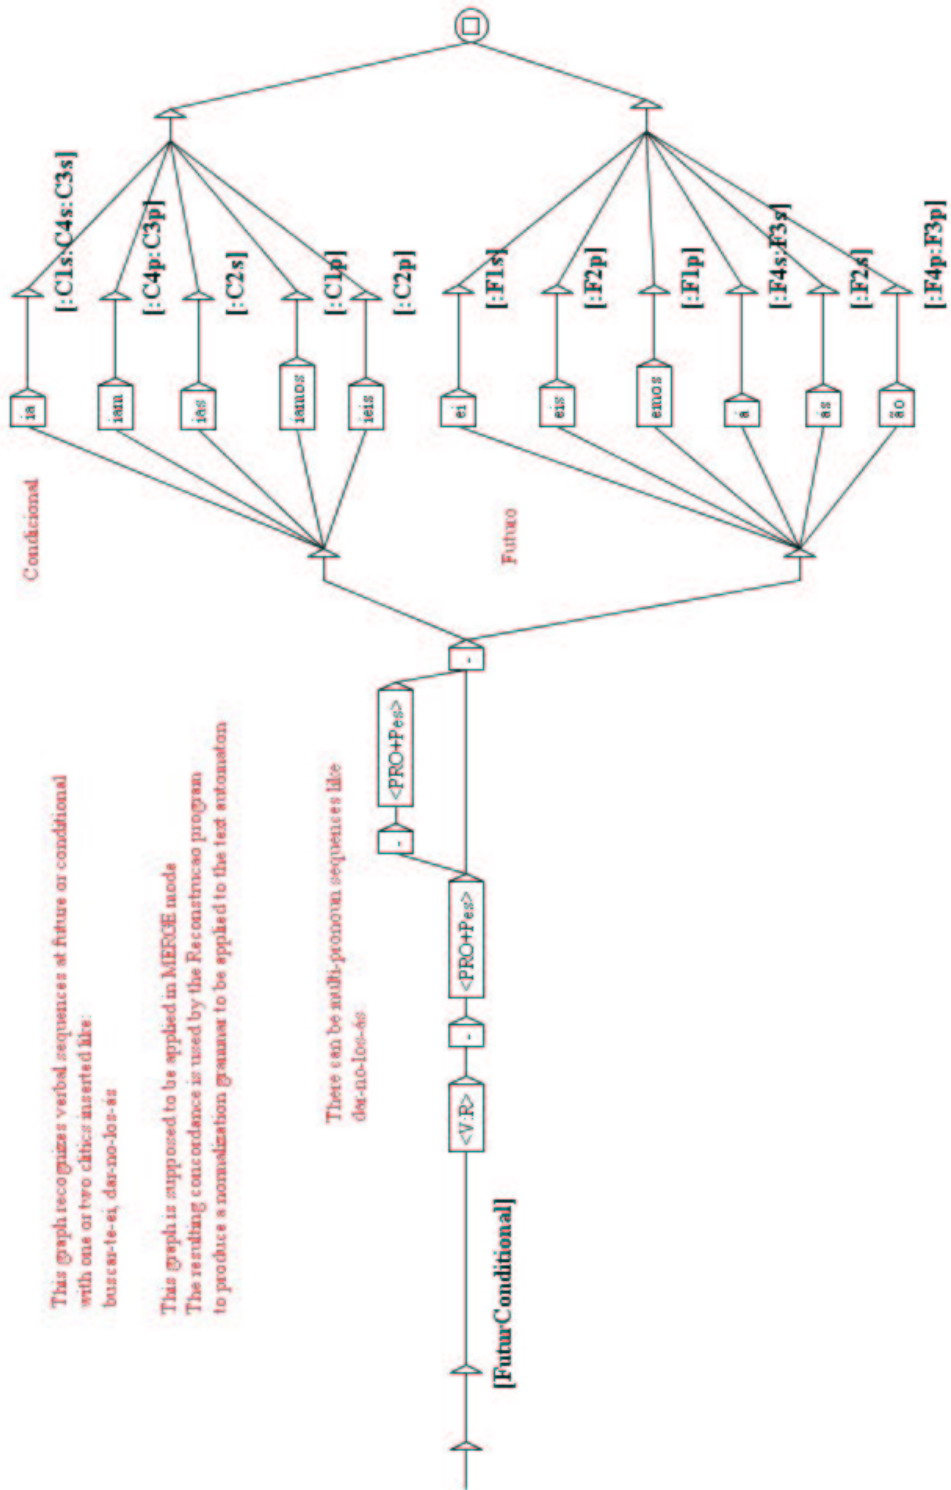 This graph recognizes verbal sequences at future or conditional
with one or two clitics inserted like:
buscar-te-ei, dar-no-los-ás
This graph is supposed to be applied in MERGE mode
The resulting concordance is used by the Reconstrucao program
to produce a normalization grammar to be applied to the text automaton
There can be multi-pronoun sequences like
dar-no-los-ás
[FuturConditional]
<V:R>
-
<PRO+Pes>
-
<PRO+Pes>
-
Condicional
ia
[:C1s:C4s:C3s]
iam
[:C4p:C3p]
ias
[:C2s]
íamos
[:C1p]
íeis
[:C2p]
Futuro
ei
[:F1s]
eis
[:F2p]
emos
[:F1p]
á
[:F4s:F3s]
ás
[:F2s]
ão
[:F4p:F3p]